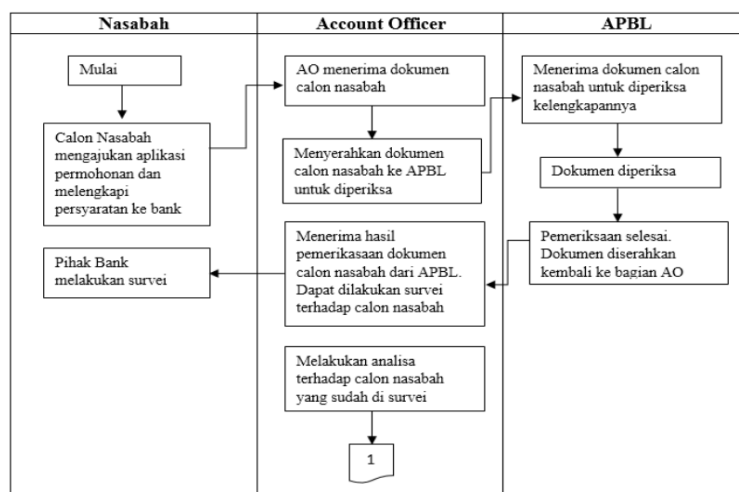 Nasabah
Account Officer
APBL
Mulai
Calon Nasabah
mengajukan aplikasi
permohonan dan
melengkapi
persyaratan ke bank
AO menerima dokumen
calon nasabah
Menyerahkan dokumen
calon nasabah ke APBL
untuk diperiksa
Menerima dokumen calon
nasabah untuk diperiksa
kelengkapannya
Dokumen diperiksa
Pemeriksaan selesai.
Dokumen diserahkan
kembali ke bagian AO
Menerima hasil
pemerikasaan dokumen
calon nasabah dari APBL.
Dapat dilakukan survei
terhadap calon nasabah
Pihak Bank
melakukan survei
Melakukan analisa
terhadap calon nasabah
yang sudah di survei
1